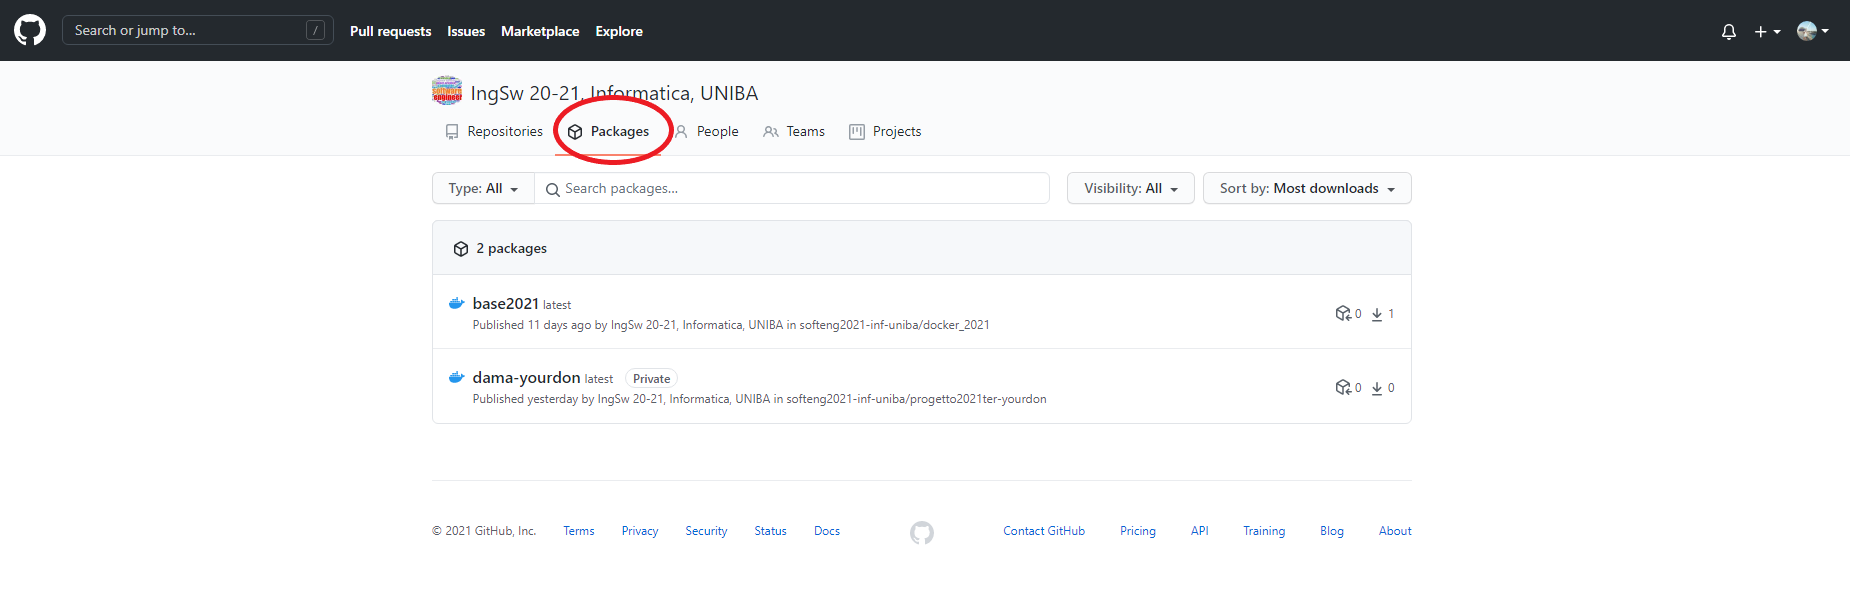 Search or jump to... /
Pull requests Issues Marketplace Explore
IngSw 20-21, Informatica, UNIBA
Repositories Packages People Teams Projects
Type: All Search packages... Visibility: All Sort by: Most downloads
2 packages
base2021 latest
Published 11 days ago by IngSw 20-21, Informatica, UNIBA in softeng2021-inf-uniba/docker_2021
0 1
dama-yourdon latest Private
Published yesterday by IngSw 20-21, Informatica, UNIBA in softeng2021-inf-uniba/progetto2021ter-yourdon
0 0
© 2021 GitHub, Inc. Terms Privacy Security Status Docs Contact GitHub Pricing API Training Blog About